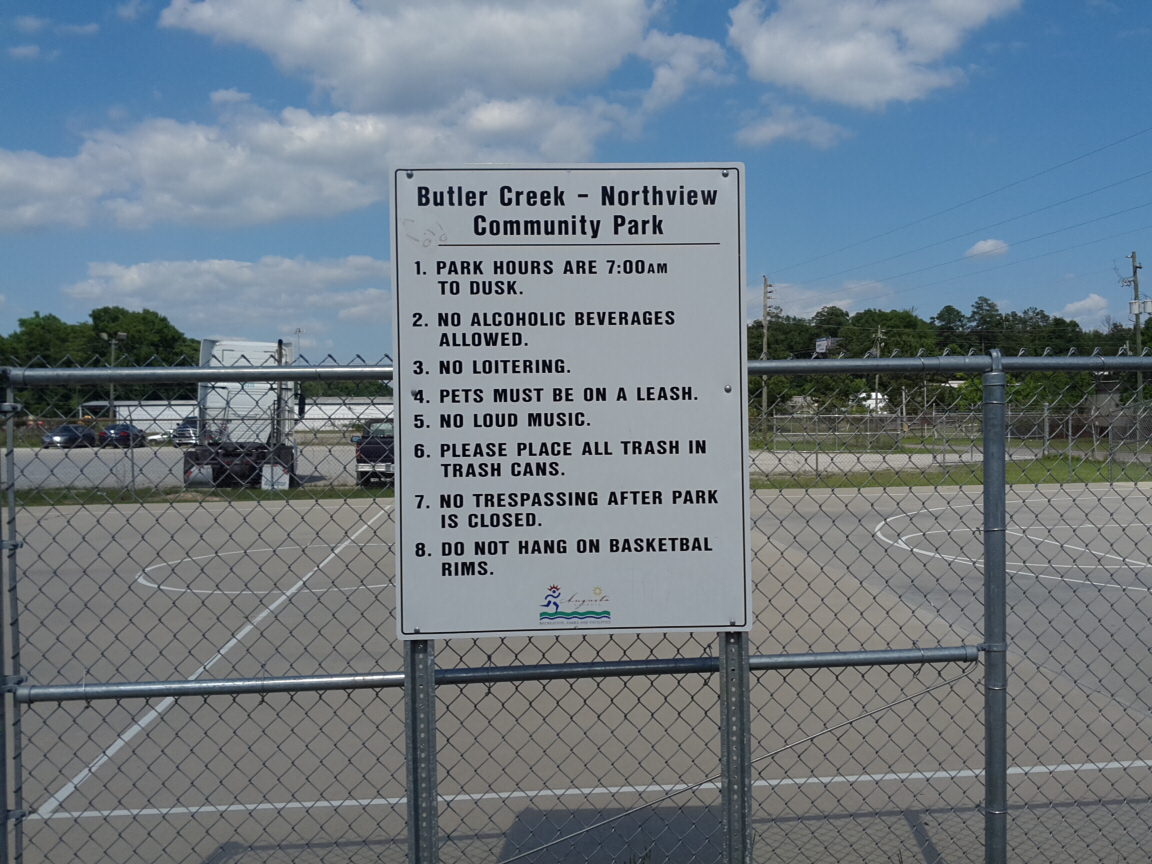 Butler Creek – Northview
Community Park
1. PARK HOURS ARE 7:00AM
TO DUSK.
2. NO ALCOHOLIC BEVERAGES
ALLOWED.
3. NO LOITERING.
4. PETS MUST BE ON A LEASH.
5. NO LOUD MUSIC.
6. PLEASE PLACE ALL TRASH IN
TRASH CANS.
7. NO TRESPASSING AFTER PARK
IS CLOSED.
8. DO NOT HANG ON BASKETBAL
RIMS.
Augusta